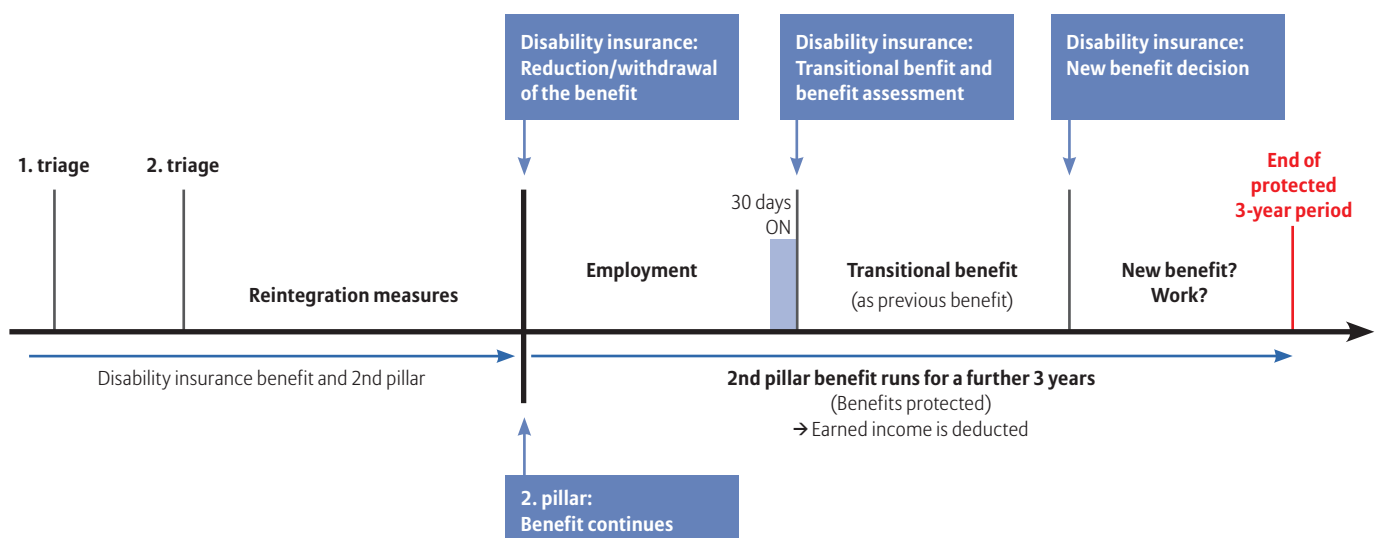 Disability insurance:
Reduction/withdrawal
of the benefit
Disability insurance:
Transitional benfit and
benefit assessment
Disability insurance:
New benefit decision
1. triage
2. triage
End of
protected
3-year period
30 days
ON
Reintegration measures
Employment
Transitional benefit
(as previous benefit)
New benefit?
Work?
Disability insurance benefit and 2nd pillar
2nd pillar benefit runs for a further 3 years
(Benefits protected)
→ Earned income is deducted
2. pillar:
Benefit continues